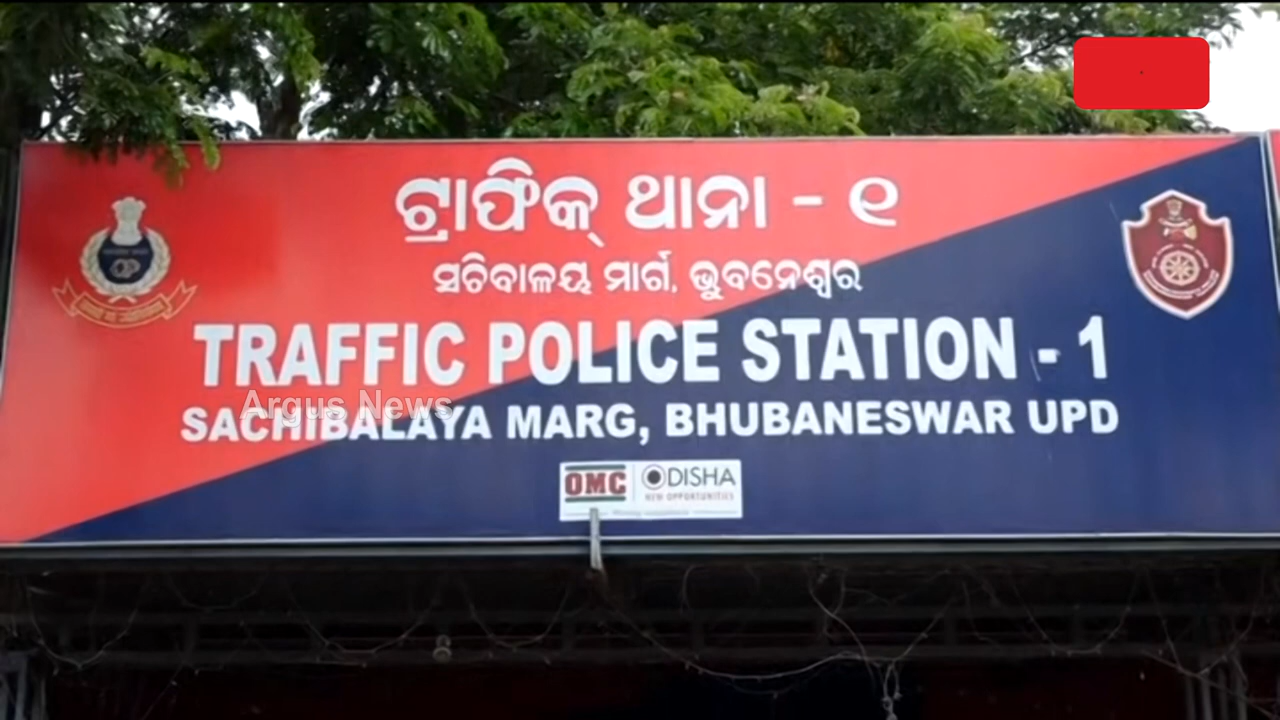 ଟ୍ରାଫିକ୍ ଥାନା - ୧
ସଚିବାଳୟ ମାର୍ଗ, ଭୁବନେଶ୍ୱର
TRAFFIC POLICE STATION - 1
Argus News
SACHIBALAYA MARG, BHUBANESWAR UPD
OMC ODISHA
NEW OPPORTUNITIES